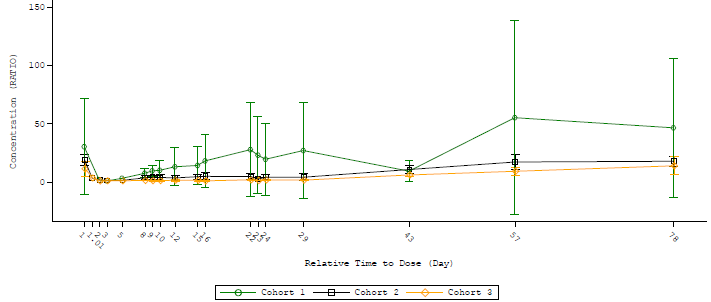 150
100
50
0
Concentration (RATIO)
1 1.01 2 3 5 8 9 10 12 15 16 22 23 24 29 43 57 78
Relative Time to Dose (Day)
Cohort 1 Cohort 2 Cohort 3